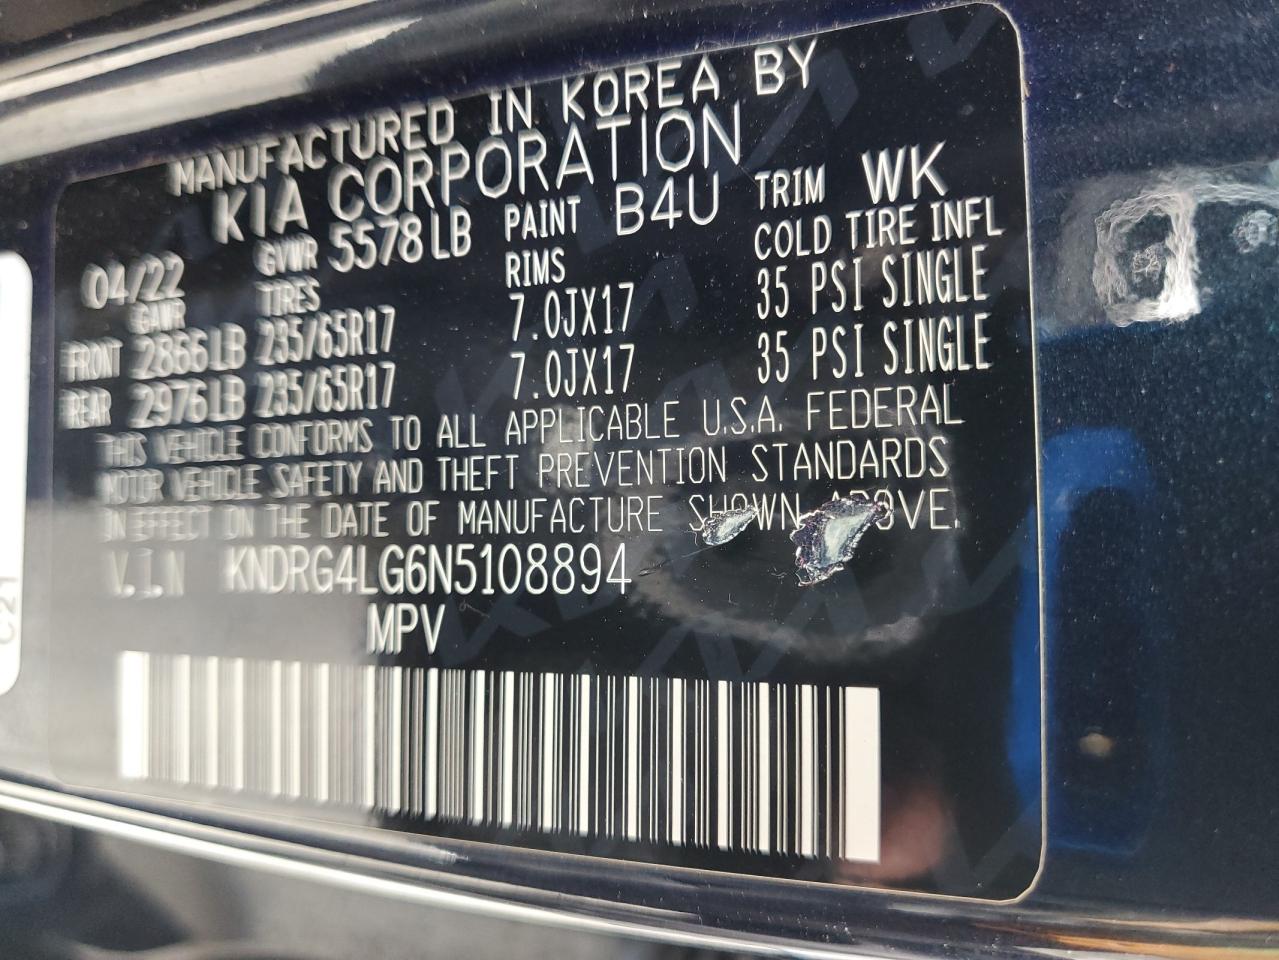 MANUFACTURED IN KOREA BY
KIA CORPORATION
04/22 GVWR 5578LB PAINT B4U TRIM WK
GAWR TIRES RIMS COLD TIRE INFL
FRONT 2866LB 235/65R17 7.0JX17 35 PSI SINGLE
REAR 2976LB 235/65R17 7.0JX17 35 PSI SINGLE
THIS VEHICLE CONFORMS TO ALL APPLICABLE U.S.A. FEDERAL
MOTOR VEHICLE SAFETY AND THEFT PREVENTION STANDARDS
IN EFFECT ON THE DATE OF MANUFACTURE SHOWN ABOVE.
V.I.N KNDRG4LG6N5108894
MPV
C21